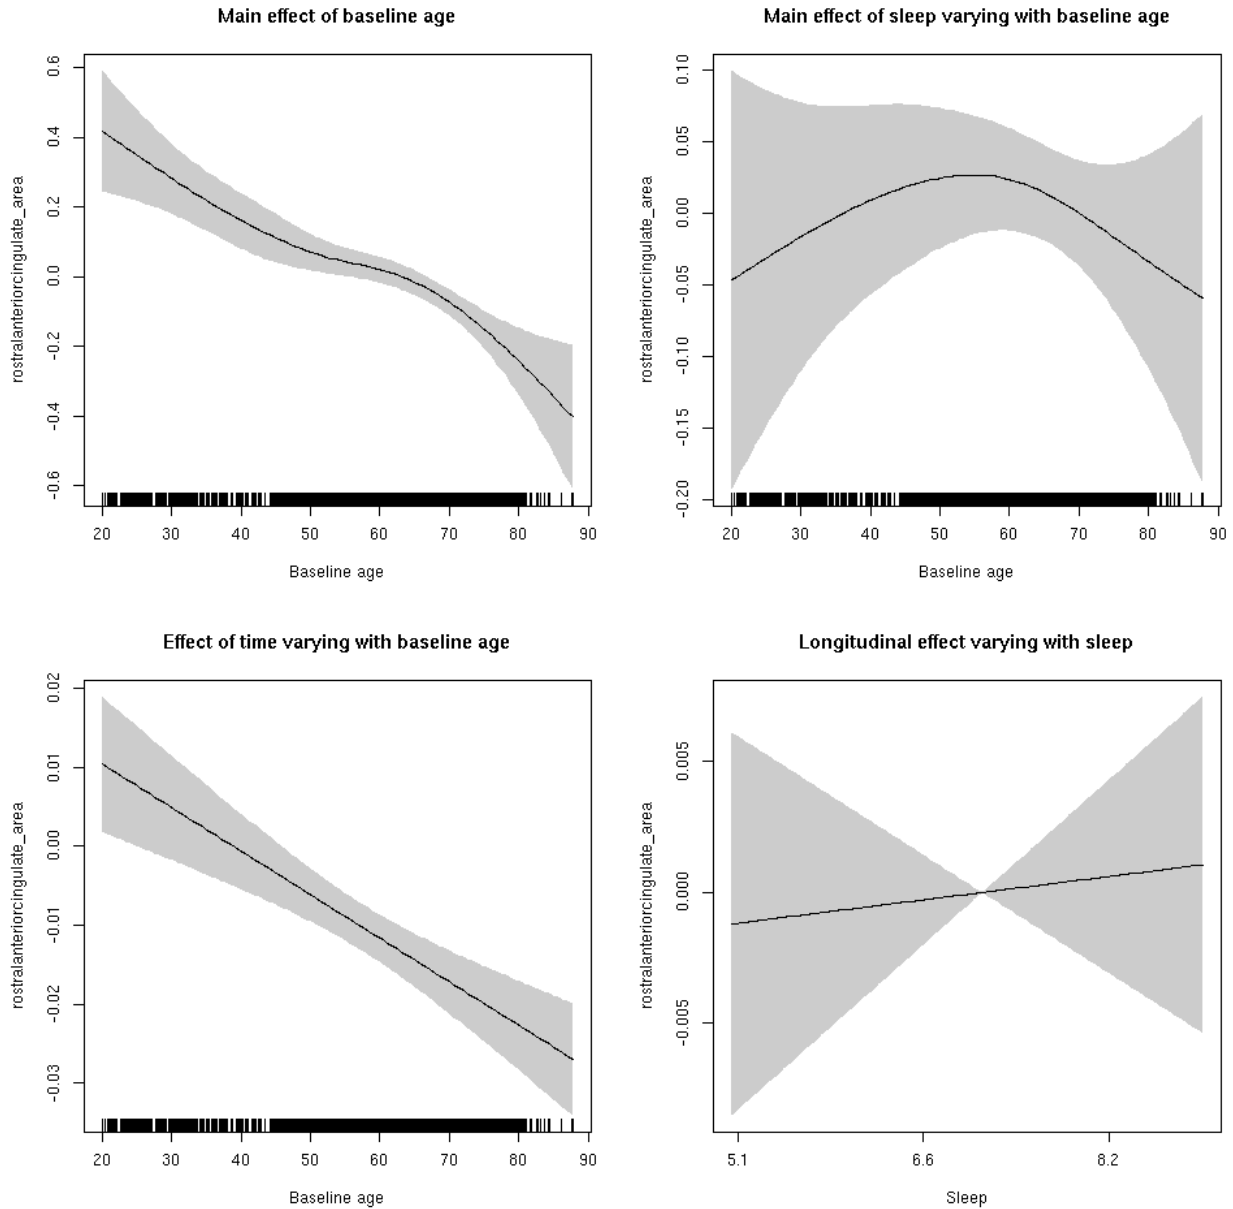 Main effect of baseline age
rostralanteriorcingulate_area
0.6
0.4
0.2
0.0
-0.2
-0.4
-0.6
20 30 40 50 60 70 80 90
Baseline age
Main effect of sleep varying with baseline age
rostralanteriorcingulate_area
0.10
0.05
0.00
-0.05
-0.10
-0.15
-0.20
20 30 40 50 60 70 80 90
Baseline age
Effect of time varying with baseline age
rostralanteriorcingulate_area
0.02
0.01
0.00
-0.01
-0.02
-0.03
20 30 40 50 60 70 80 90
Baseline age
Longitudinal effect varying with sleep
rostralanteriorcingulate_area
0.005
0.000
-0.005
5.1 6.6 8.2
Sleep